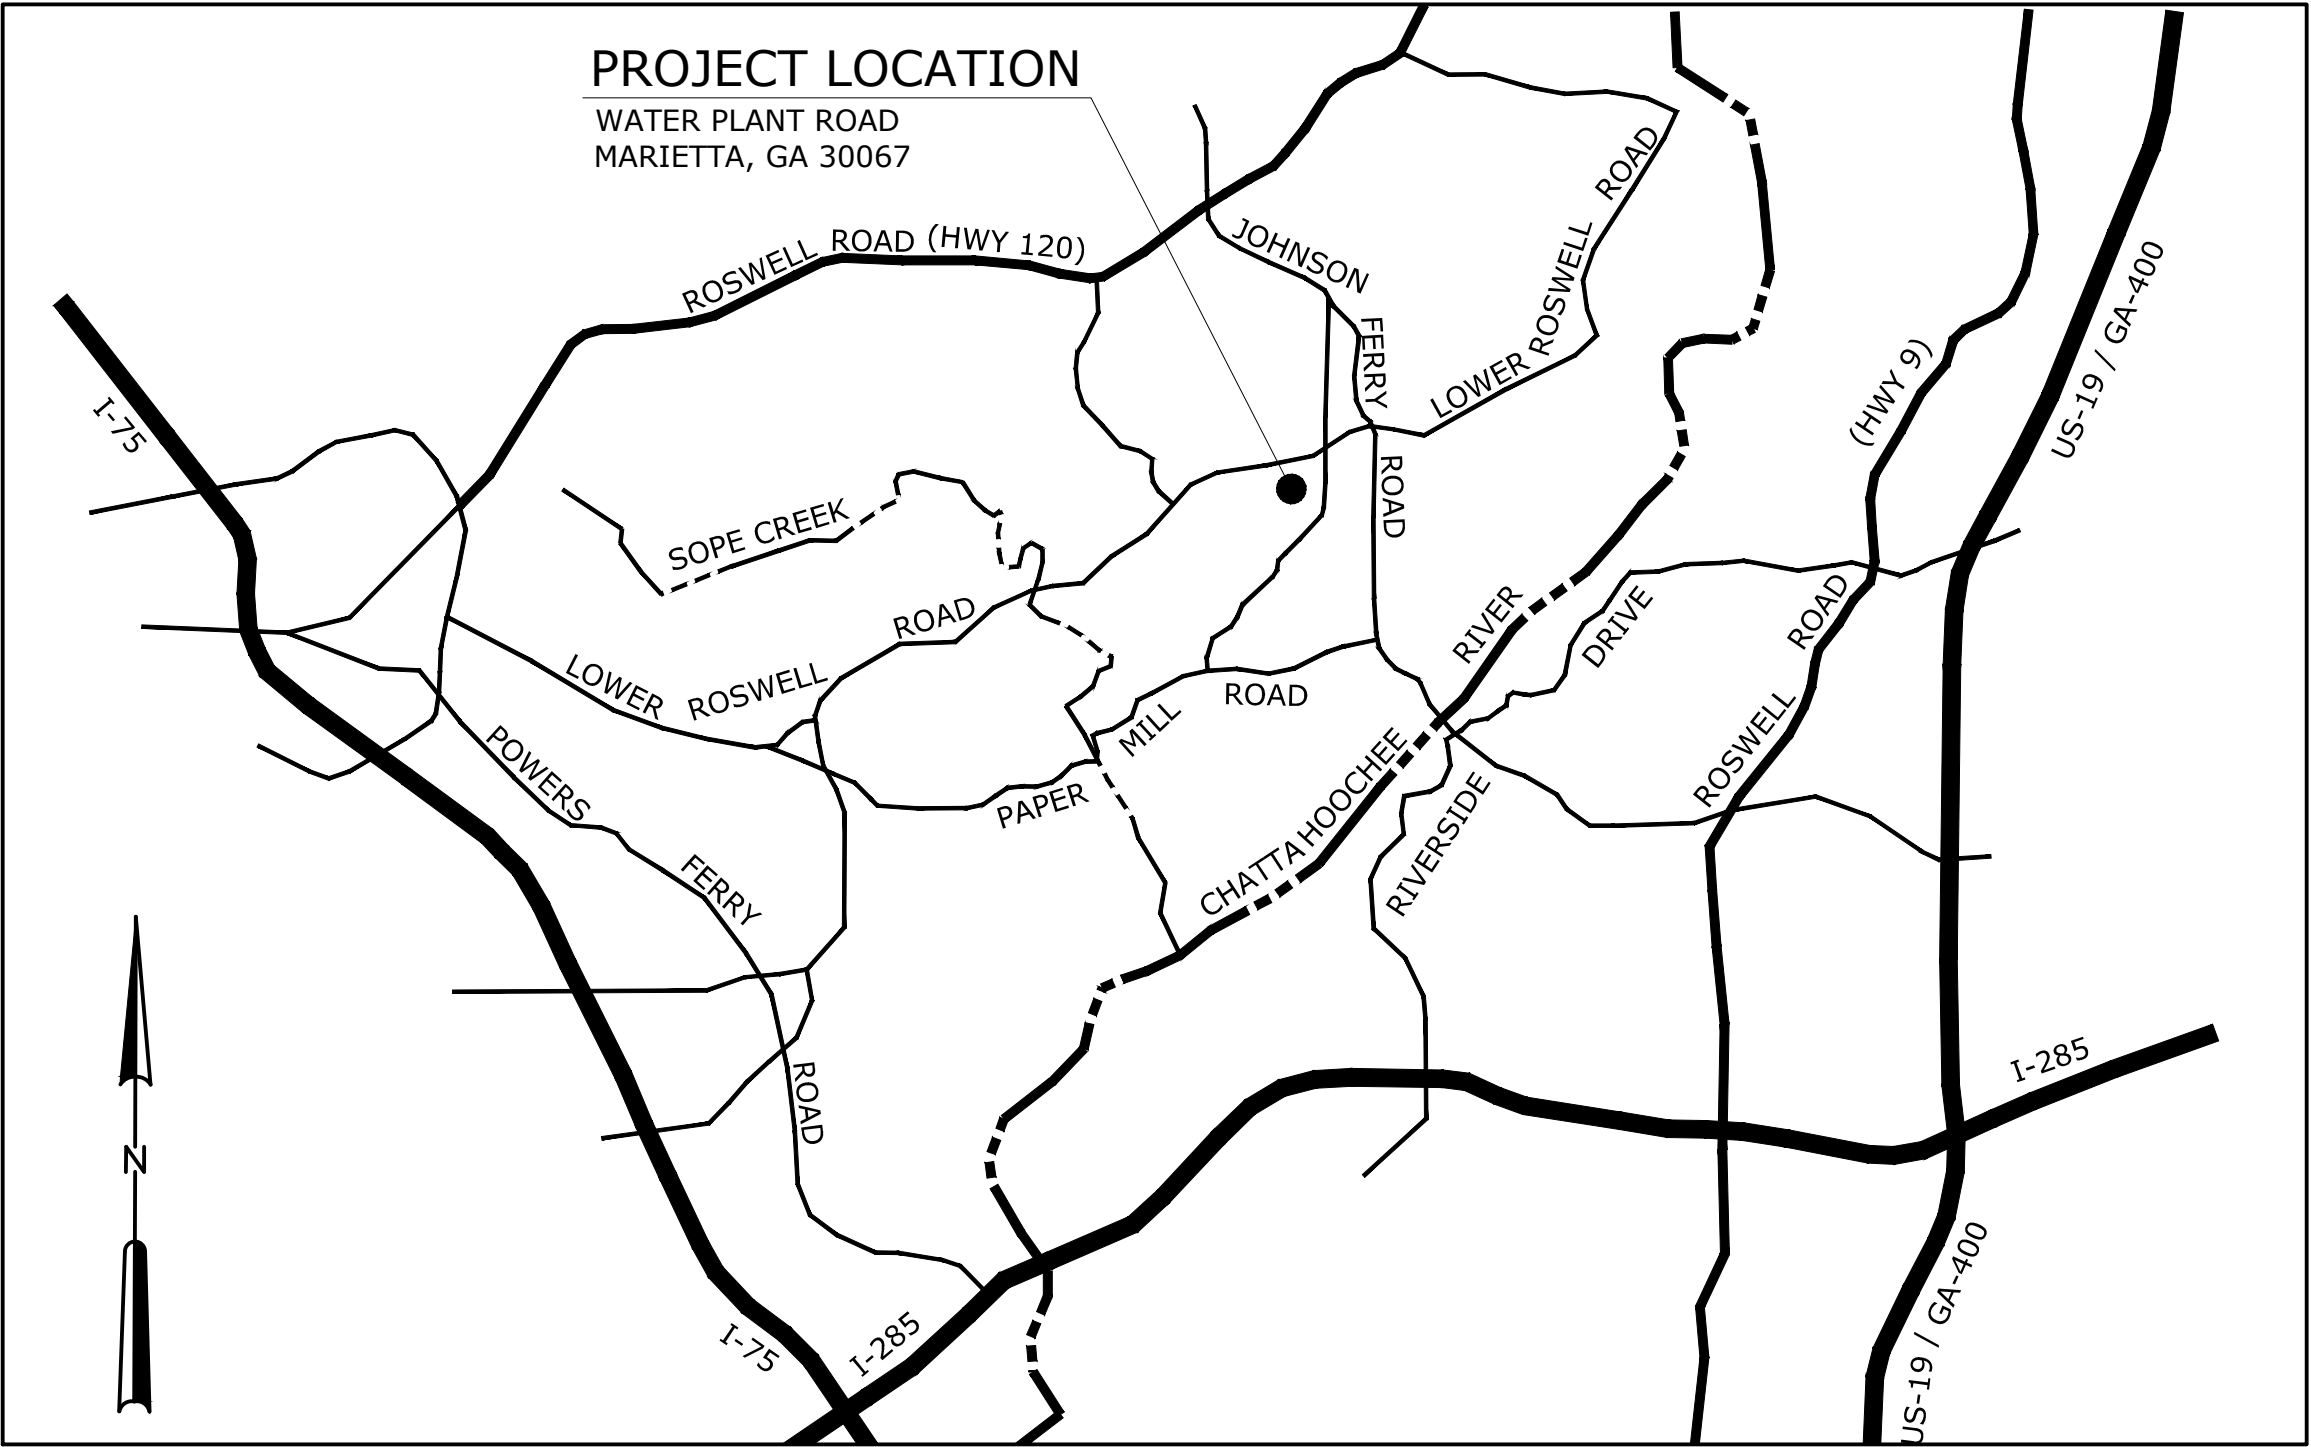 PROJECT LOCATION
WATER PLANT ROAD
MARIETTA, GA 30067
ROSWELL ROAD (HWY 120)
JOHNSON FERRY ROAD
LOWER ROSWELL ROAD
I-75
US-19 / GA-400
(HWY 9)
SOPE CREEK
LOWER ROSWELL ROAD
POWERS FERRY ROAD
PAPER MILL ROAD
CHATTAHOOCHEE RIVER
RIVERSIDE DRIVE
ROSWELL ROAD
I-285
N
I-75
I-285
US-19 / GA-400